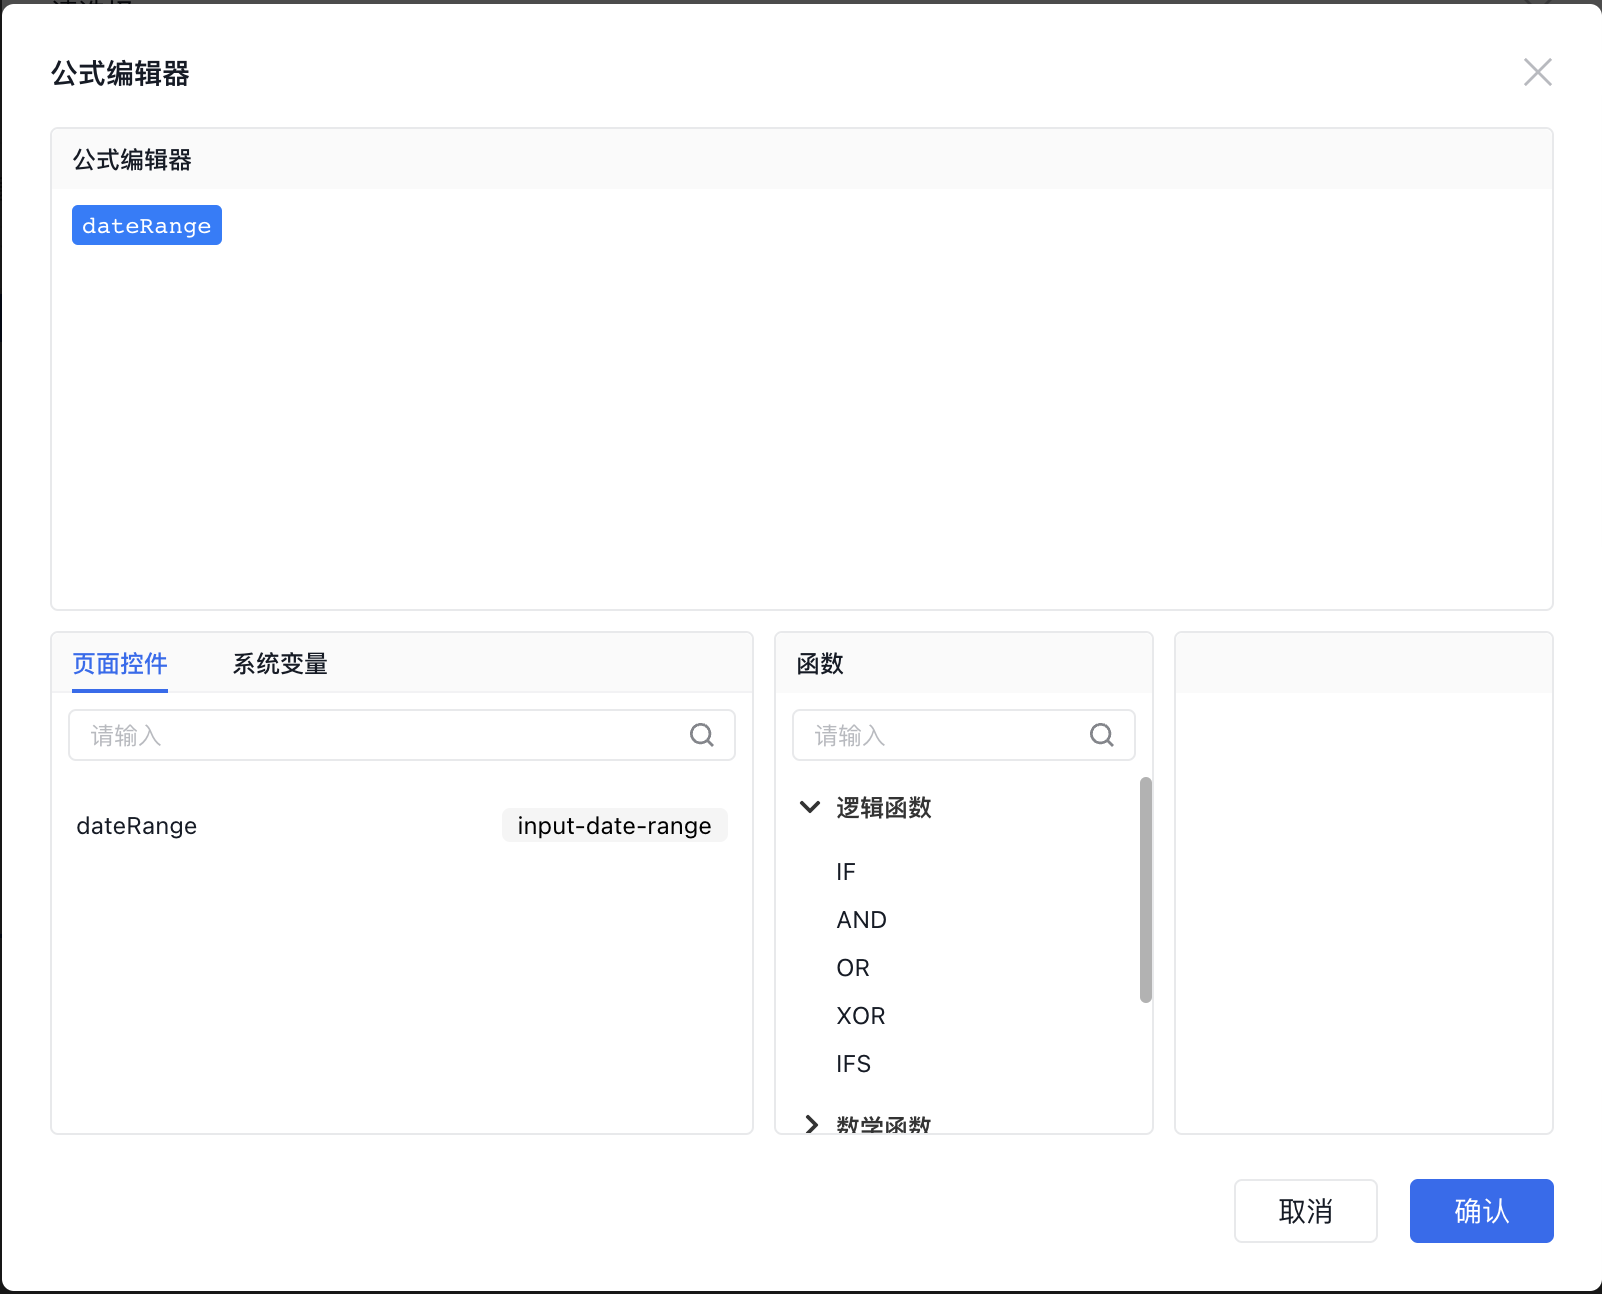 公式编辑器
公式编辑器
dateRange
页面控件 系统变量
请输入
dateRange input-date-range
函数
请输入
逻辑函数
IF
AND
OR
XOR
IFS
数学函数
取消 确认